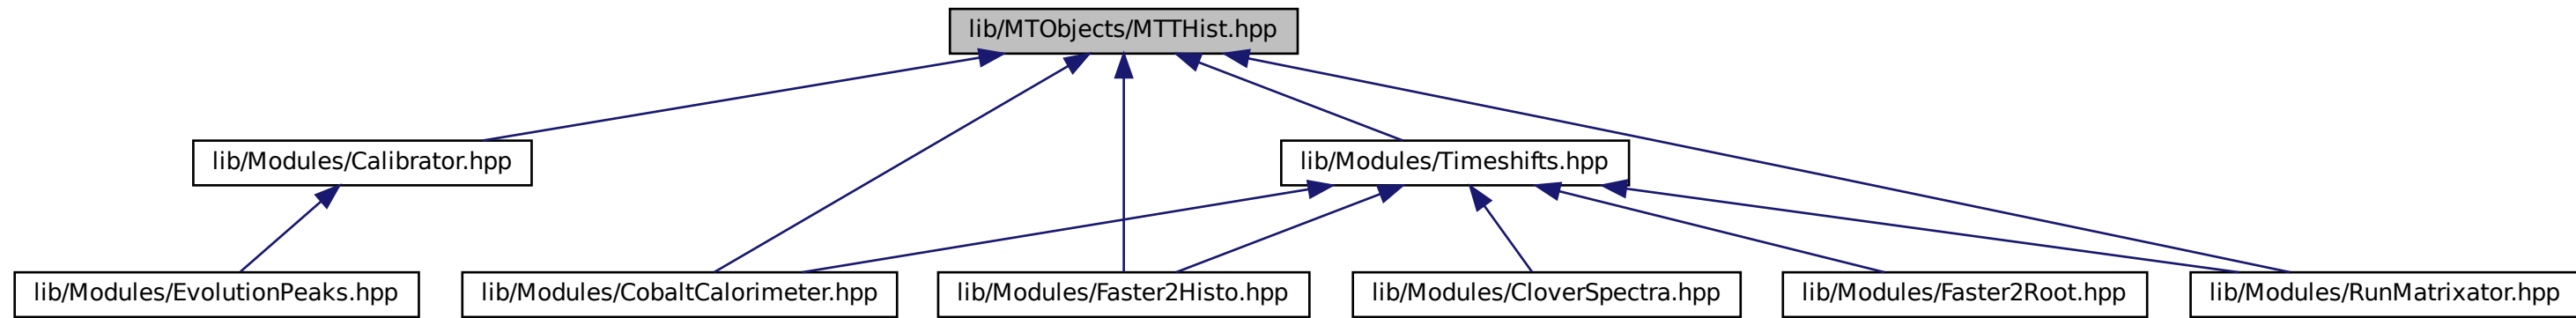 lib/MTObjects/MTTHist.hpp
lib/Modules/Calibrator.hpp
lib/Modules/Timeshifts.hpp
lib/Modules/EvolutionPeaks.hpp
lib/Modules/CobaltCalorimeter.hpp
lib/Modules/Faster2Histo.hpp
lib/Modules/CloverSpectra.hpp
lib/Modules/Faster2Root.hpp
lib/Modules/RunMatrixator.hpp